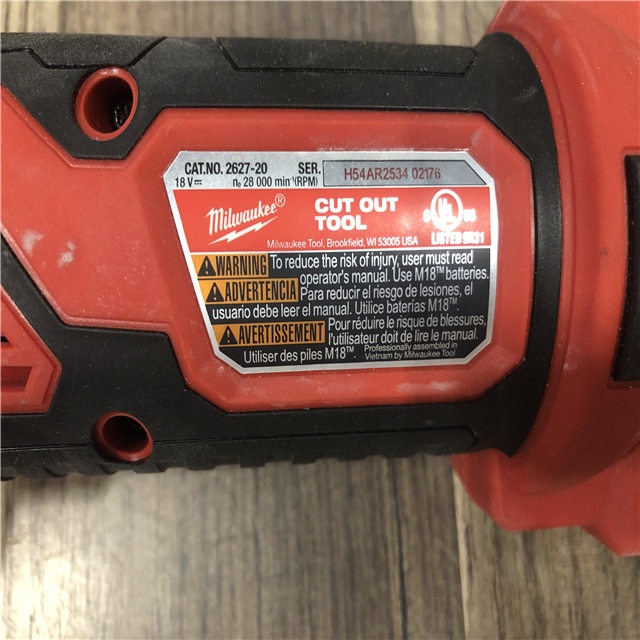 CAT.NO. 2627-20 SER. H54AR2534 02176
18 V⎓ n₀ 28 000 min⁻¹(RPM)
Milwaukee®
CUT OUT
TOOL
C UL US
LISTED
Milwaukee Tool, Brookfield, WI 53005 USA
WARNING To reduce the risk of injury, user must read
operator's manual. Use M18™ batteries.
ADVERTENCIA Para reducir el riesgo de lesiones, el
usuario debe leer el manual. Utilice baterías M18™.
AVERTISSEMENT Pour réduire le risque de blessures,
l'utilisateur doit lire le manual.
Utiliser des piles M18™ Professionally assembled in
Vietnam by Milwaukee Tool